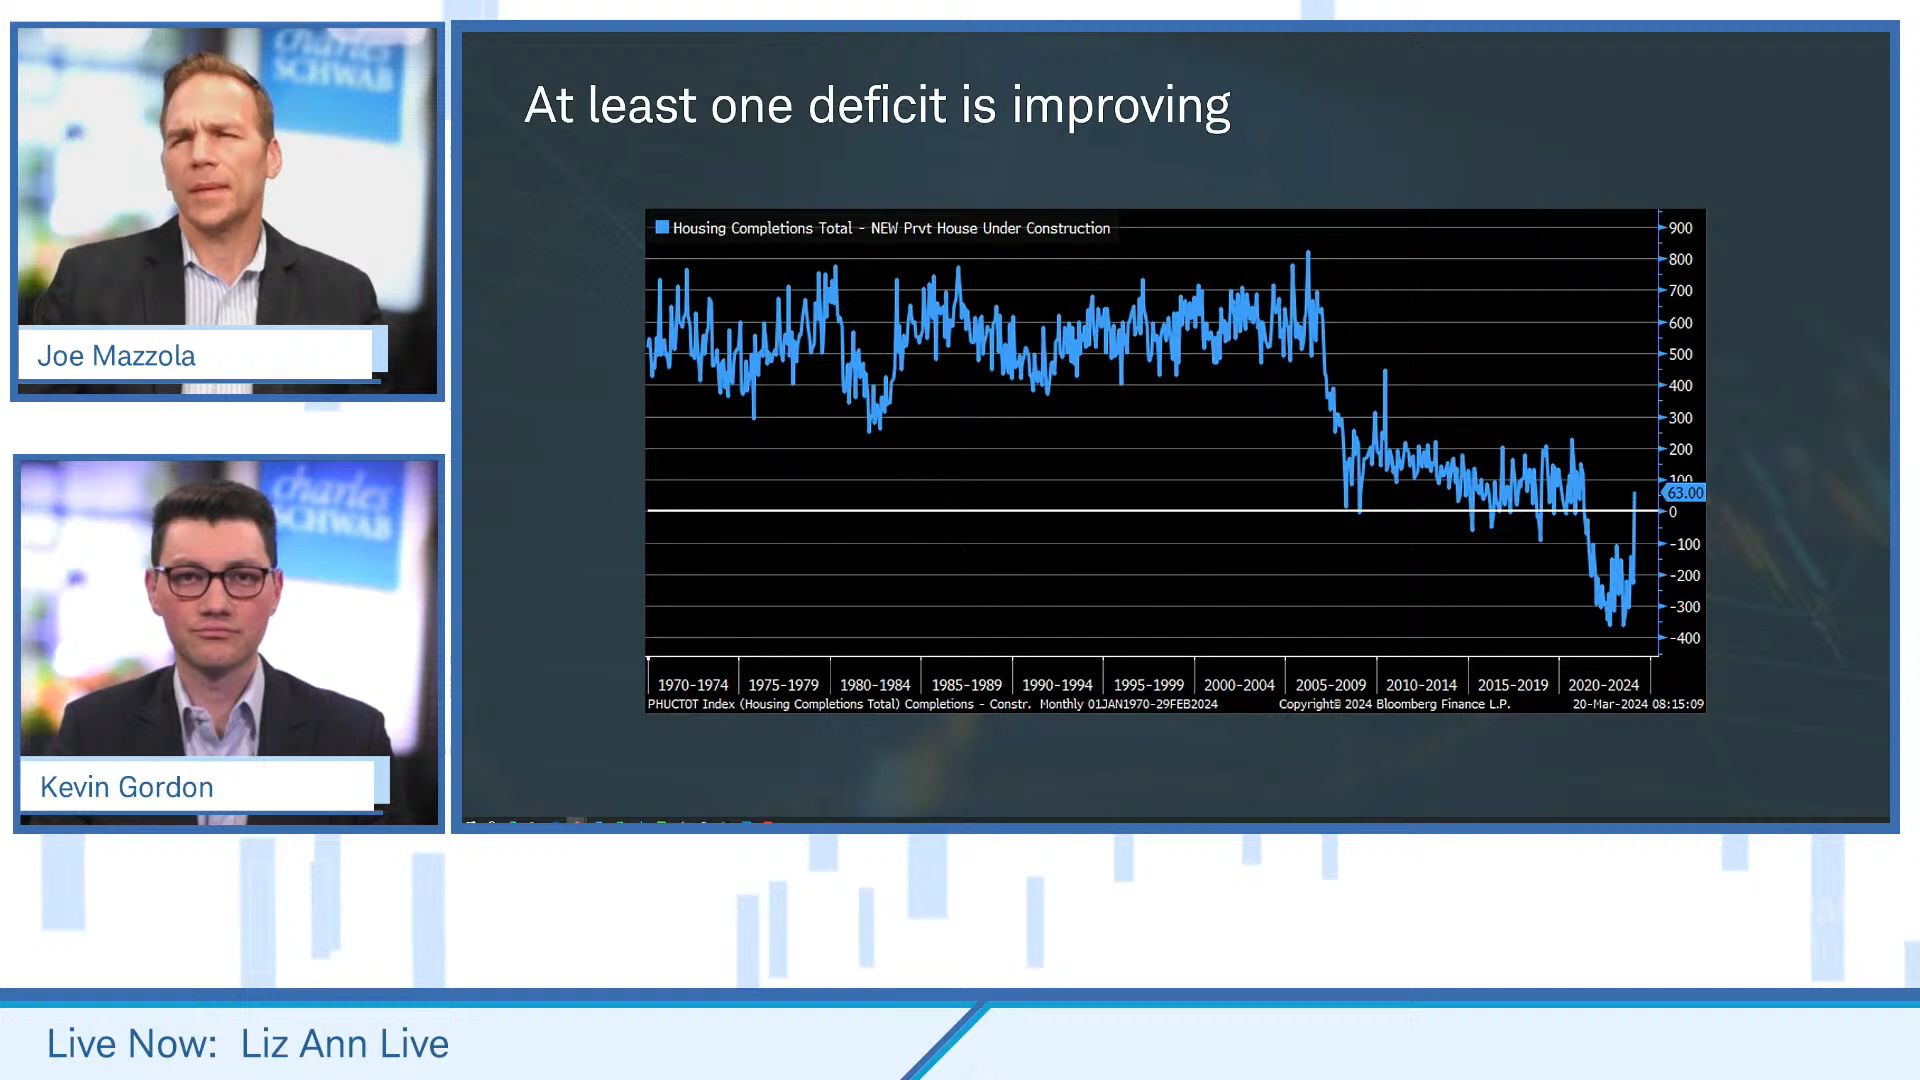 charles
SCHWAB
Joe Mazzola
charles
SCHWAB
Kevin Gordon
At least one deficit is improving
Housing Completions Total - NEW Prvt House Under Construction
900
800
700
600
500
400
300
200
100
63.00
0
-100
-200
-300
-400
1970-1974 1975-1979 1980-1984 1985-1989 1990-1994 1995-1999 2000-2004 2005-2009 2010-2014 2015-2019 2020-2024
PHUCTOT Index (Housing Completions Total) Completions - Constr. Monthly 01JAN1970-29FEB2024 Copyright© 2024 Bloomberg Finance L.P. 20-Mar-2024 08:15:09
Live Now: Liz Ann Live